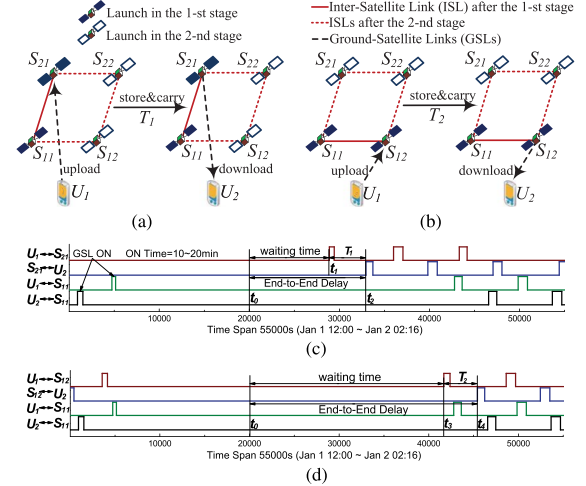 Launch in the 1-st stage
Launch in the 2-nd stage
Inter-Satellite Link (ISL) after the 1-st stage
ISLs after the 2-nd stage
Ground-Satellite Links (GSLs)
S21 S22 S21 S22 S21 S22 S21 S22
store&carry store&carry
T1 T2
S11 S12 S11 S12 S11 S12 S11 S12
upload download upload download
U1 U2 U1 U2
(a) (b)
U1↔S21
S21↔U2
U1↔S11
U2↔S11
GSL ON ON Time=10~20min
waiting time T1
t1
End-to-End Delay
t0 t2
10000 20000 30000 40000 50000
Time Span 55000s (Jan 1 12:00 ~ Jan 2 02:16)
(c)
U1↔S12
S12↔U2
U1↔S11
U2↔S11
waiting time T2
End-to-End Delay
t0 t3 t4
10000 20000 30000 40000 50000
Time Span 55000s (Jan 1 12:00 ~ Jan 2 02:16)
(d)